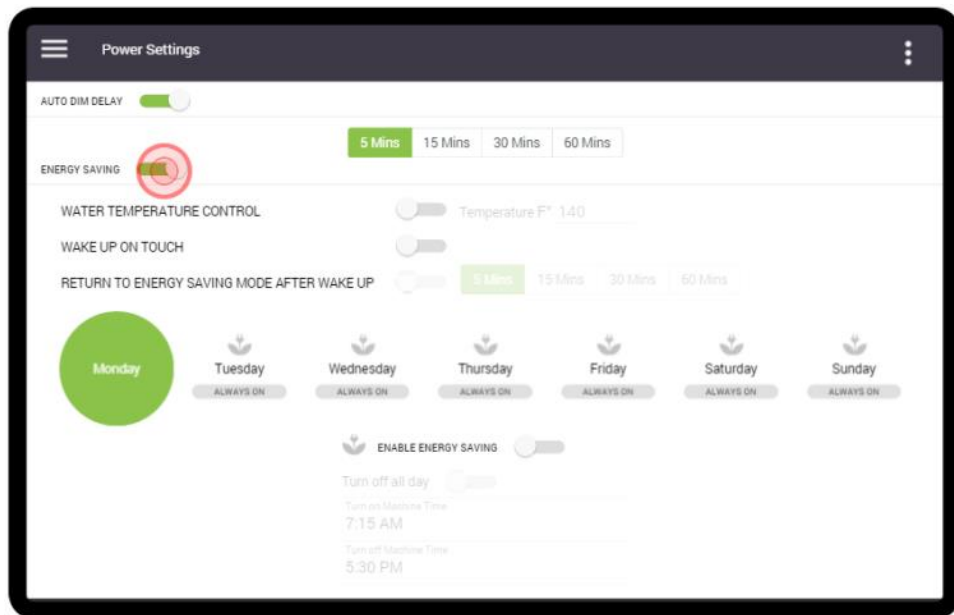 Power Settings
AUTO DIM DELAY
5 Mins 15 Mins 30 Mins 60 Mins
ENERGY SAVING
WATER TEMPERATURE CONTROL Temperature F° 140
WAKE UP ON TOUCH
RETURN TO ENERGY SAVING MODE AFTER WAKE UP 5 Mins 15 Mins 30 Mins 60 Mins
Monday Tuesday Wednesday Thursday Friday Saturday Sunday
ALWAYS ON ALWAYS ON ALWAYS ON ALWAYS ON ALWAYS ON ALWAYS ON
ENABLE ENERGY SAVING
Turn off all day
Turn on Machine Time
7:15 AM
Turn off Machine Time
5:30 PM